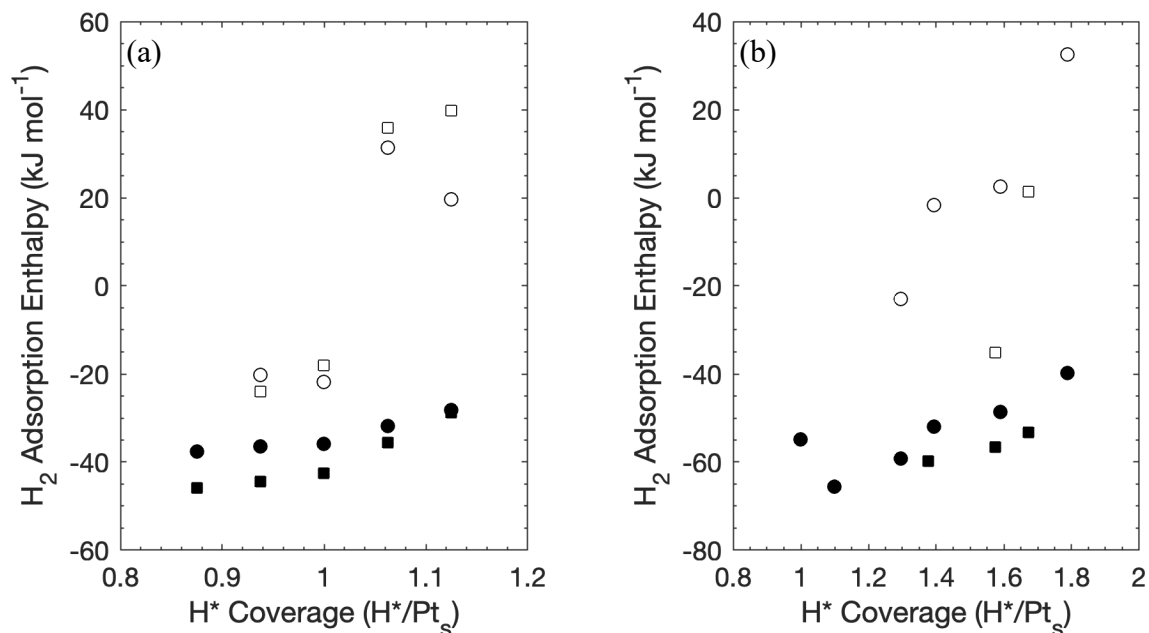 (a)
H₂ Adsorption Enthalpy (kJ mol⁻¹)
60
40
20
0
-20
-40
-60
0.8 0.9 1 1.1 1.2
H* Coverage (H*/Ptₛ)
(b)
H₂ Adsorption Enthalpy (kJ mol⁻¹)
40
20
0
-20
-40
-60
-80
0.8 1 1.2 1.4 1.6 1.8 2
H* Coverage (H*/Ptₛ)